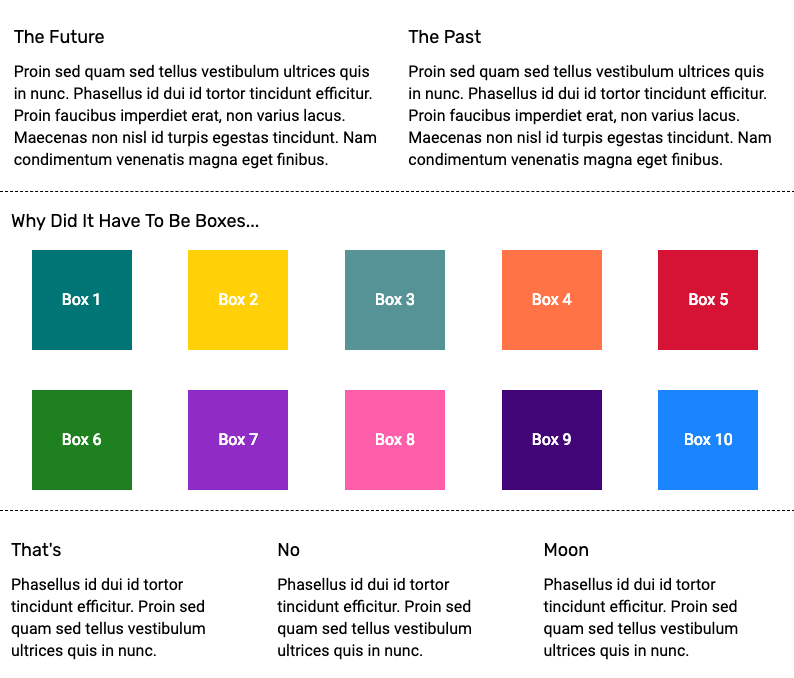 The Future
Proin sed quam sed tellus vestibulum ultrices quis
in nunc. Phasellus id dui id tortor tincidunt efficitur.
Proin faucibus imperdiet erat, non varius lacus.
Maecenas non nisl id turpis egestas tincidunt. Nam
condimentum venenatis magna eget finibus.
The Past
Proin sed quam sed tellus vestibulum ultrices quis
in nunc. Phasellus id dui id tortor tincidunt efficitur.
Proin faucibus imperdiet erat, non varius lacus.
Maecenas non nisl id turpis egestas tincidunt. Nam
condimentum venenatis magna eget finibus.
Why Did It Have To Be Boxes...
Box 1
Box 2
Box 3
Box 4
Box 5
Box 6
Box 7
Box 8
Box 9
Box 10
That's
Phasellus id dui id tortor
tincidunt efficitur. Proin sed
quam sed tellus vestibulum
ultrices quis in nunc.
No
Phasellus id dui id tortor
tincidunt efficitur. Proin sed
quam sed tellus vestibulum
ultrices quis in nunc.
Moon
Phasellus id dui id tortor
tincidunt efficitur. Proin sed
quam sed tellus vestibulum
ultrices quis in nunc.